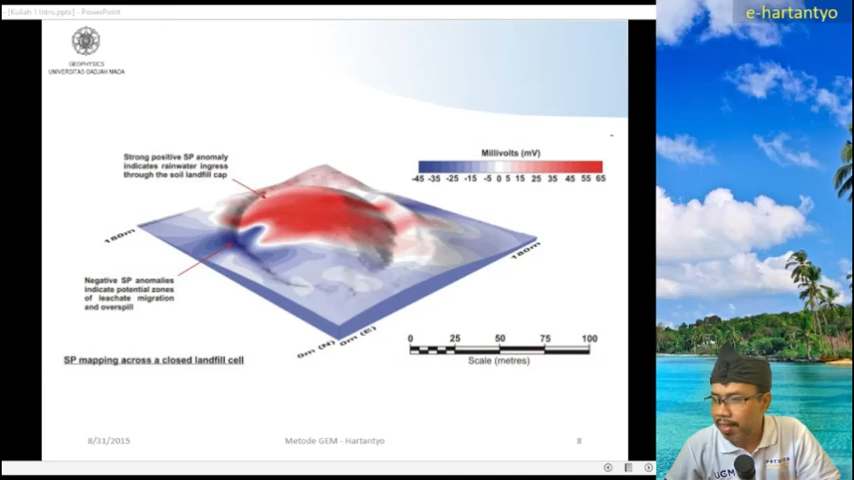 - [Kuliah I Intro.pptx] - PowerPoint
e-hartantyo
GEOPHYSICS
UNIVERSITAS GADJAH MADA
Strong positive SP anomaly
indicates rainwater ingress
through the soil landfill cap
Millivolts (mV)
-45 -35 -25 -15 -5 0 5 15 25 35 45 55 65
180m
180m
Negative SP anomalies
indicate potential zones
of leachate migration
and overspill
0m (N)
0m (E)
0 25 50 75 100
Scale (metres)
SP mapping across a closed landfill cell
8/31/2015
Metode GEM - Hartantyo
8
UGM